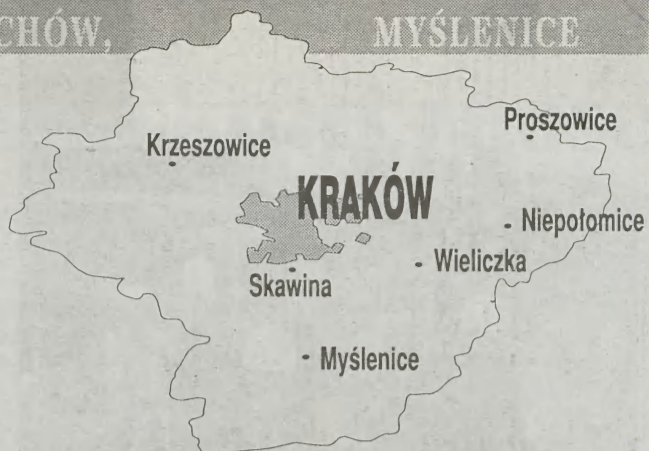 CHÓW, MYŚLENICE
Proszowice
Krzeszowice
KRAKÓW
Niepołomice
Wieliczka
Skawina
Myślenice